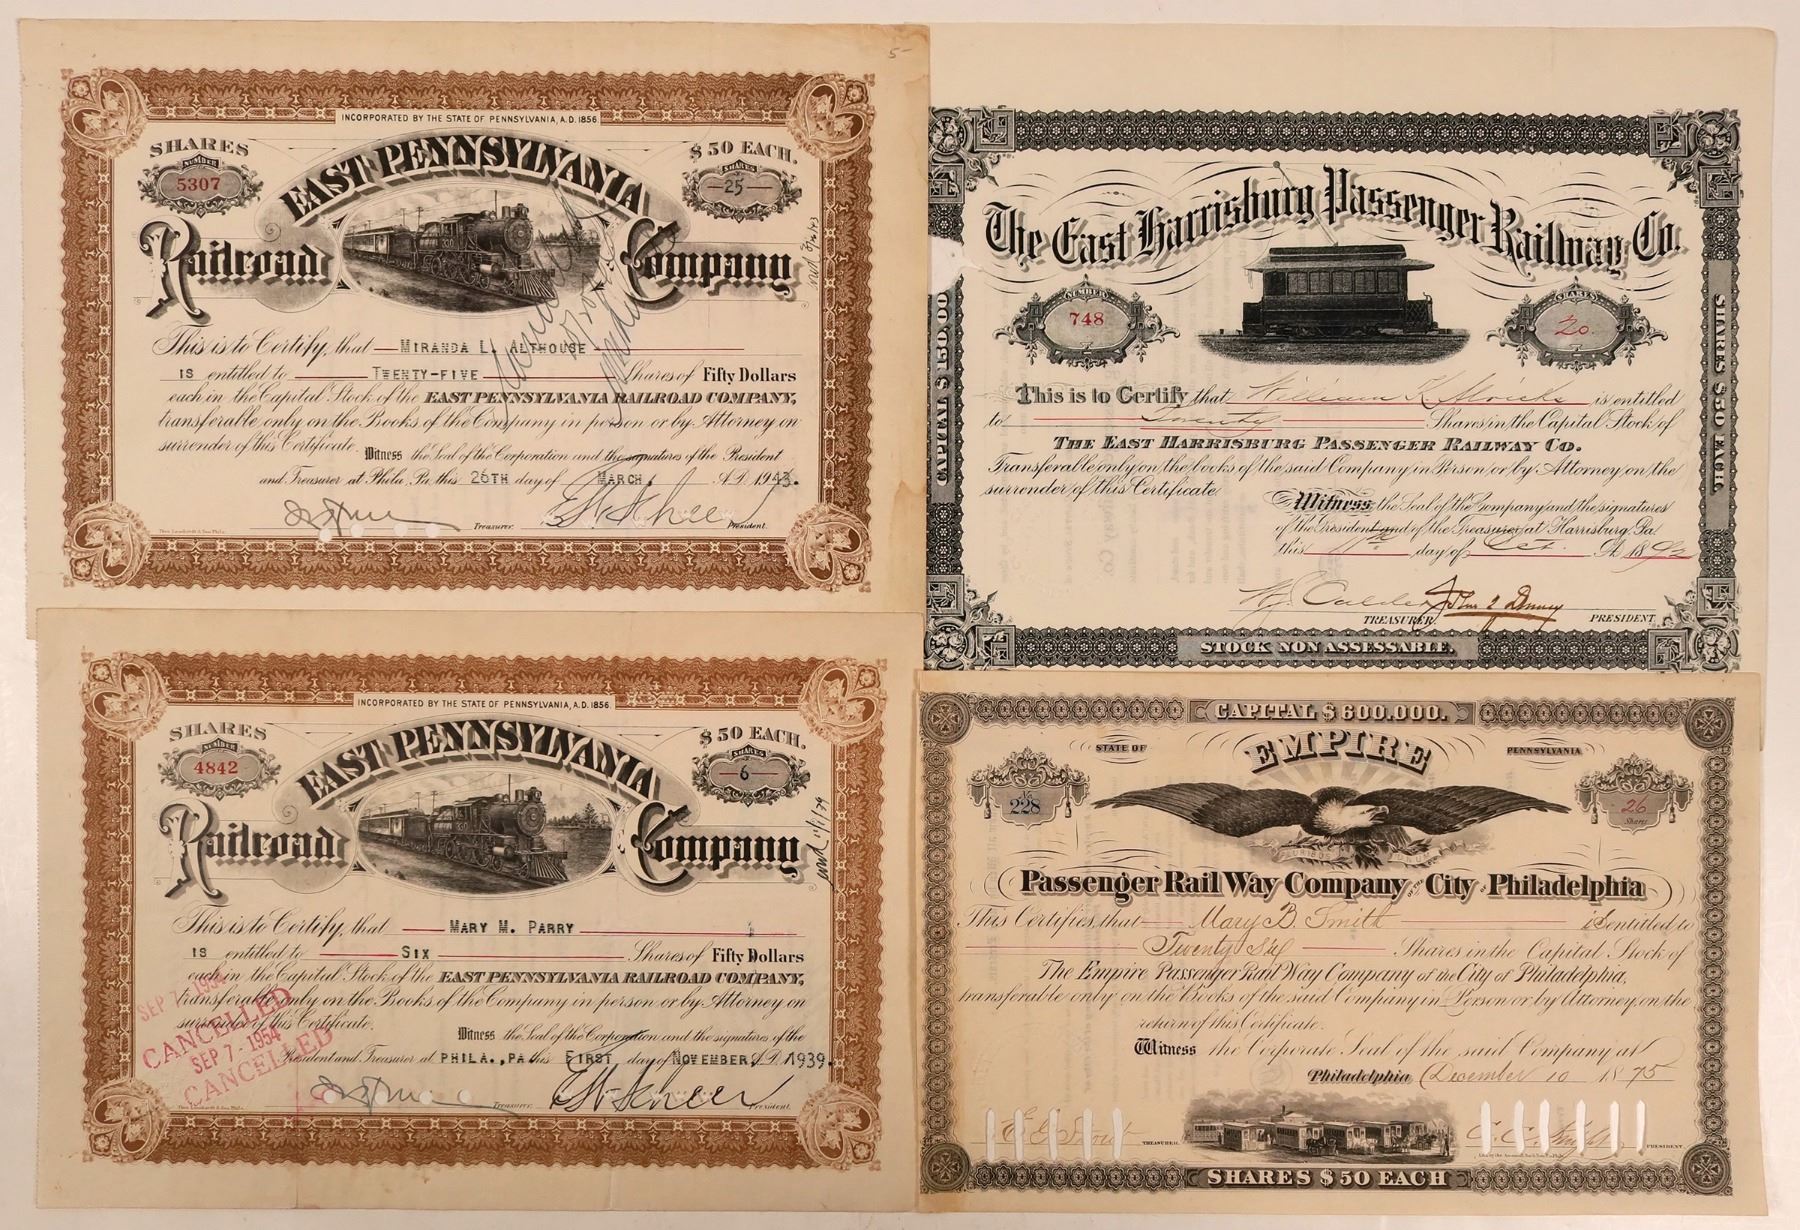 5-
INCORPORATED BY THE STATE OF PENNSYLVANIA, A.D. 1856
SHARES
$50 EACH.
NUMBER
5307
SHARES
25
EAST PENNSYLVANIA
Railroad Company
This is to Certify, that MIRANDA L. ALTHOUSE
IS entitled to TWENTY-FIVE Shares of Fifty Dollars
each in the Capital Stock of the EAST PENNSYLVANIA RAILROAD COMPANY,
transferable only on the Books of the Company in person or by Attorney on
surrender of this Certificate. Witness the Seal of the Corporation and the signatures of the President
and Treasurer at Phila. Pa. this 26TH day of MARCH, A.D. 1943.
Treasurer.
President.
The East Harrisburg Passenger Railway Co.
NUMBER
748
SHARES
20
CAPITAL $150.00
SHARES $50 EACH.
This is to Certify that William K. is entitled
to Twenty Shares in the Capital Stock of
THE EAST HARRISBURG PASSENGER RAILWAY CO.
Transferable only on the books of the said Company in Person or by Attorney on the
surrender of this Certificate
Witness the Seal of the Company and the signatures
of the President and of the Treasurer at Harrisburg, Pa.
this 11th day of Oct. A.D. 1892
TREASURER.
PRESIDENT
STOCK NON ASSESSABLE.
INCORPORATED BY THE STATE OF PENNSYLVANIA, A.D. 1856
SHARES
$50 EACH.
NUMBER
4842
SHARES
6
EAST PENNSYLVANIA
Railroad Company
This is to Certify, that MARY M. PARRY
IS entitled to SIX Shares of Fifty Dollars
each in the Capital Stock of the EAST PENNSYLVANIA RAILROAD COMPANY,
transferable only on the Books of the Company in person or by Attorney on
surrender of this Certificate.
Witness the Seal of the Corporation and the signatures of the
President and Treasurer at PHILA., PA this FIRST day of NOVEMBER, A.D. 1939.
SEP 7-1954
CANCELLED
SEP 7-1954
CANCELLED
Treasurer.
President.
CAPITAL $600.000.
STATE OF
PENNSYLVANIA
EMPIRE
No
228
26
Shares
Passenger Rail Way Company OF THE City OF Philadelphia
This Certifies, that Mary B. Smith is entitled to
Twenty Six Shares in the Capital Stock of
The Empire Passenger Rail Way Company of the City of Philadelphia,
transferable only on the Books of the said Company in Person or by Attorney, on the
return of this Certificate.
Witness the Corporate Seal of the said Company at
Philadelphia, December 10 1875
TREASURER.
PRESIDENT
SHARES $50 EACH